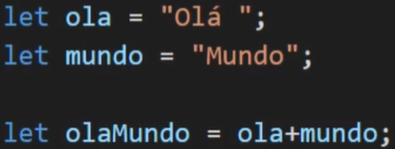 let ola = "Olá ";
let mundo = "Mundo";
let olaMundo = ola+mundo;